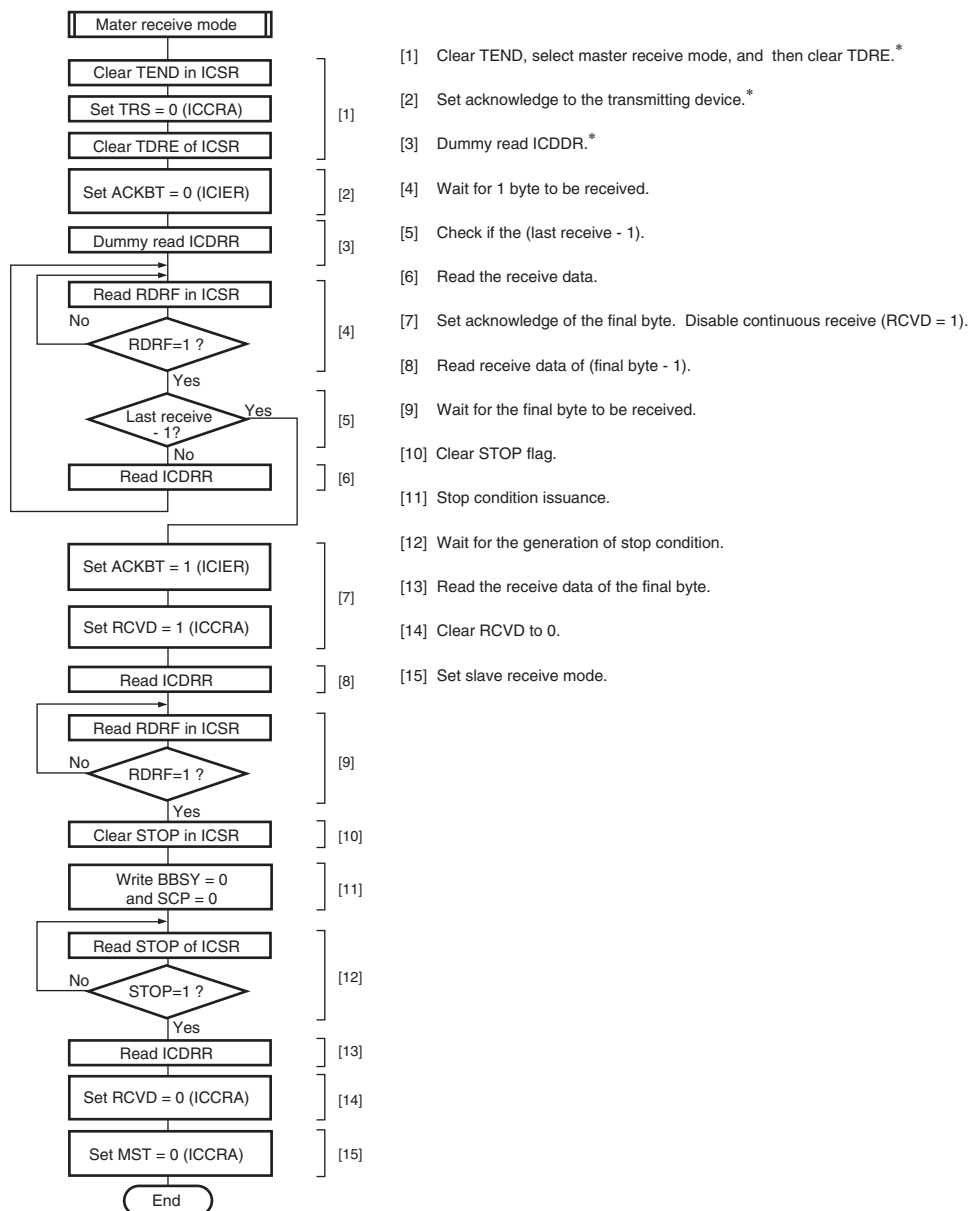 Mater receive mode
Clear TEND in ICSR
Set TRS = 0 (ICCRA)
[1]
Clear TDRE of ICSR
Set ACKBT = 0 (ICIER)
[2]
Dummy read ICDRR
[3]
Read RDRF in ICSR
No
RDRF=1 ?
[4]
Yes
Last receive
- 1?
Yes
[5]
No
Read ICDRR
[6]
Set ACKBT = 1 (ICIER)
[7]
Set RCVD = 1 (ICCRA)
Read ICDRR
[8]
Read RDRF in ICSR
No
RDRF=1 ?
[9]
Yes
Clear STOP in ICSR
[10]
Write BBSY = 0
and SCP = 0
[11]
Read STOP of ICSR
No
STOP=1 ?
[12]
Yes
Read ICDRR
[13]
Set RCVD = 0 (ICCRA)
[14]
Set MST = 0 (ICCRA)
[15]
End
[1] Clear TEND, select master receive mode, and then clear TDRE.*
[2] Set acknowledge to the transmitting device.*
[3] Dummy read ICDDR.*
[4] Wait for 1 byte to be received.
[5] Check if the (last receive - 1).
[6] Read the receive data.
[7] Set acknowledge of the final byte. Disable continuous receive (RCVD = 1).
[8] Read receive data of (final byte - 1).
[9] Wait for the final byte to be received.
[10] Clear STOP flag.
[11] Stop condition issuance.
[12] Wait for the generation of stop condition.
[13] Read the receive data of the final byte.
[14] Clear RCVD to 0.
[15] Set slave receive mode.